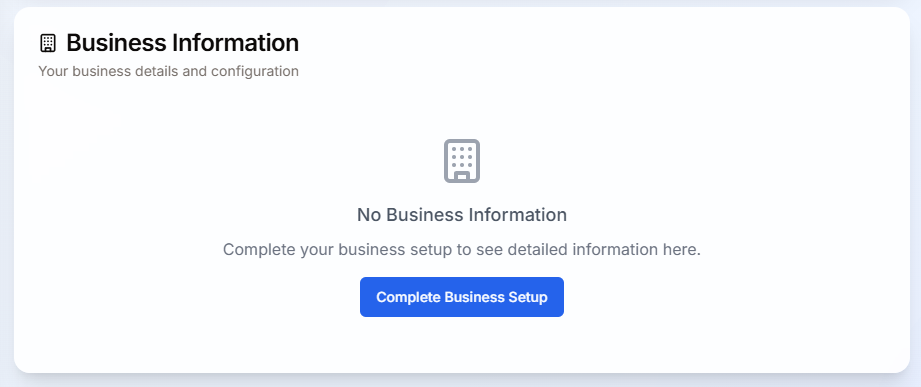 Business Information
Your business details and configuration
No Business Information
Complete your business setup to see detailed information here.
Complete Business Setup